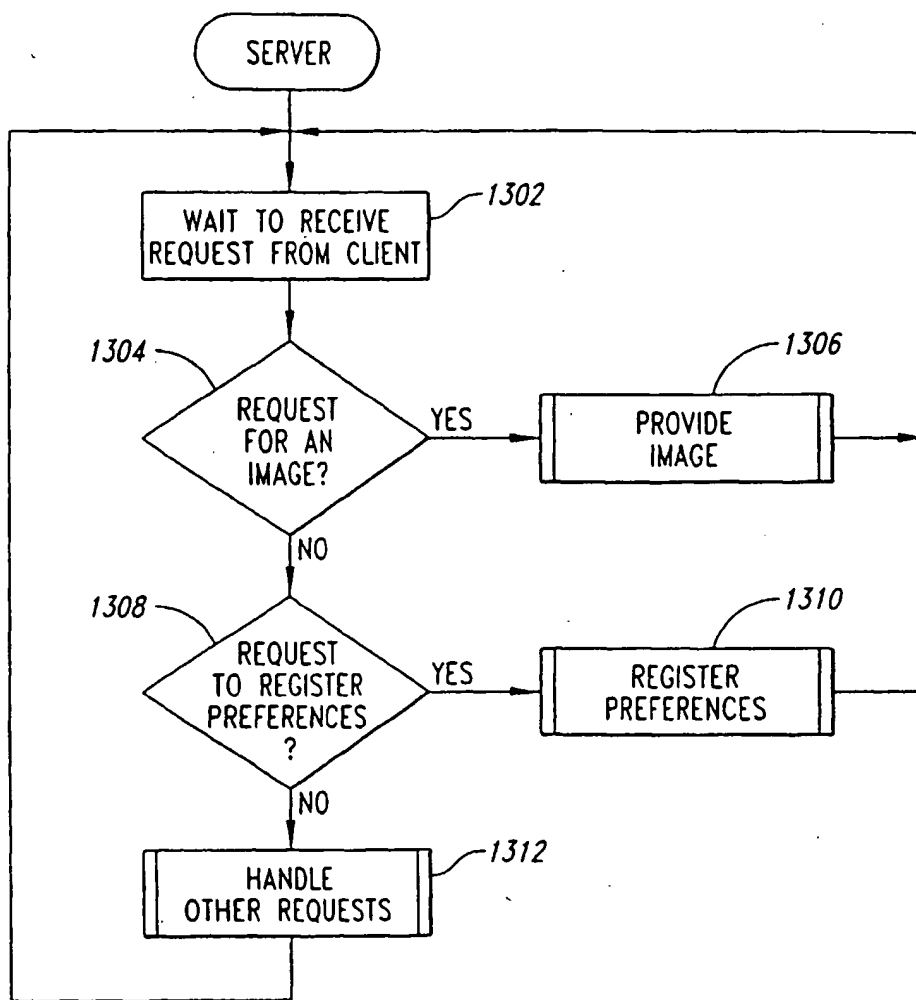 SERVER
1302
WAIT TO RECEIVE
REQUEST FROM CLIENT
1304
REQUEST
FOR AN
IMAGE?
YES
1306
PROVIDE
IMAGE
NO
1308
REQUEST
TO REGISTER
PREFERENCES
?
YES
1310
REGISTER
PREFERENCES
NO
1312
HANDLE
OTHER REQUESTS